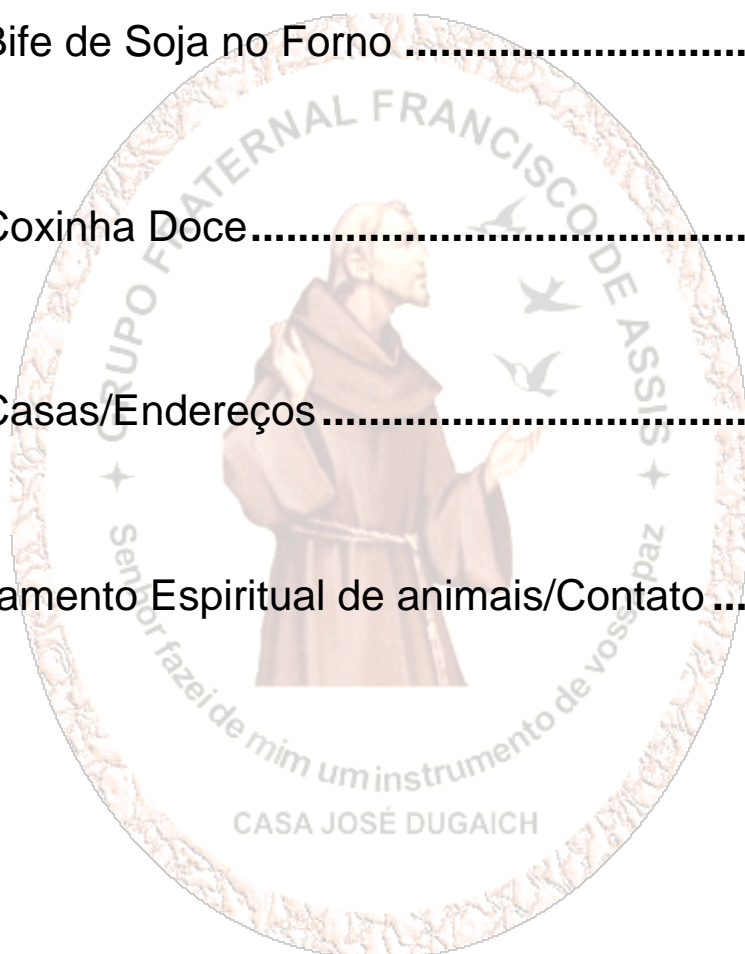 Bife de Soja no Forno ............................
GRUPO FRATERNAL FRANCISCO DE ASSIS
Coxinha Doce..........................................
Casas/Endereços....................................
amento Espiritual de animais/Contato ...
Senhor fazei de mim um instrumento de vossa paz
CASA JOSÉ DUGAICH